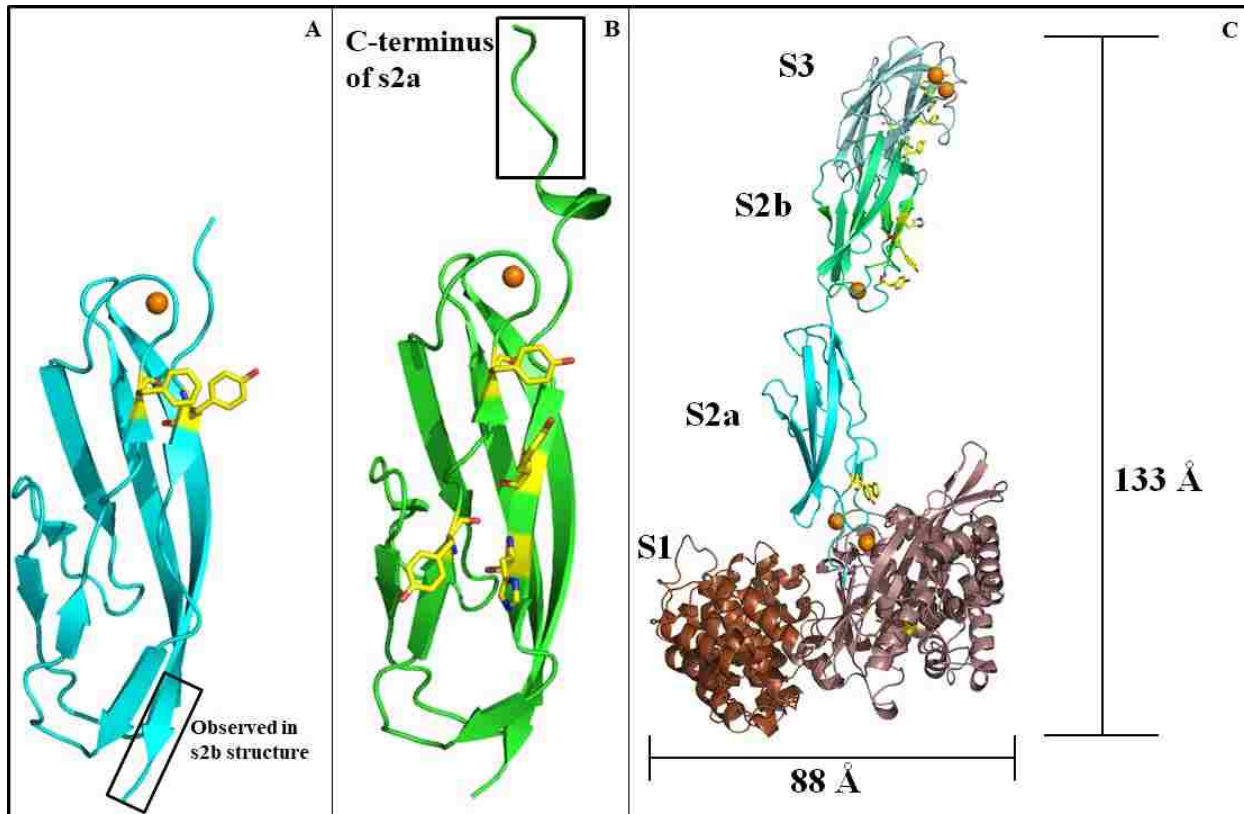 A
Observed in
s2b structure
B
C-terminus
of s2a
C
S3
S2b
S2a
S1
133 Å
88 Å